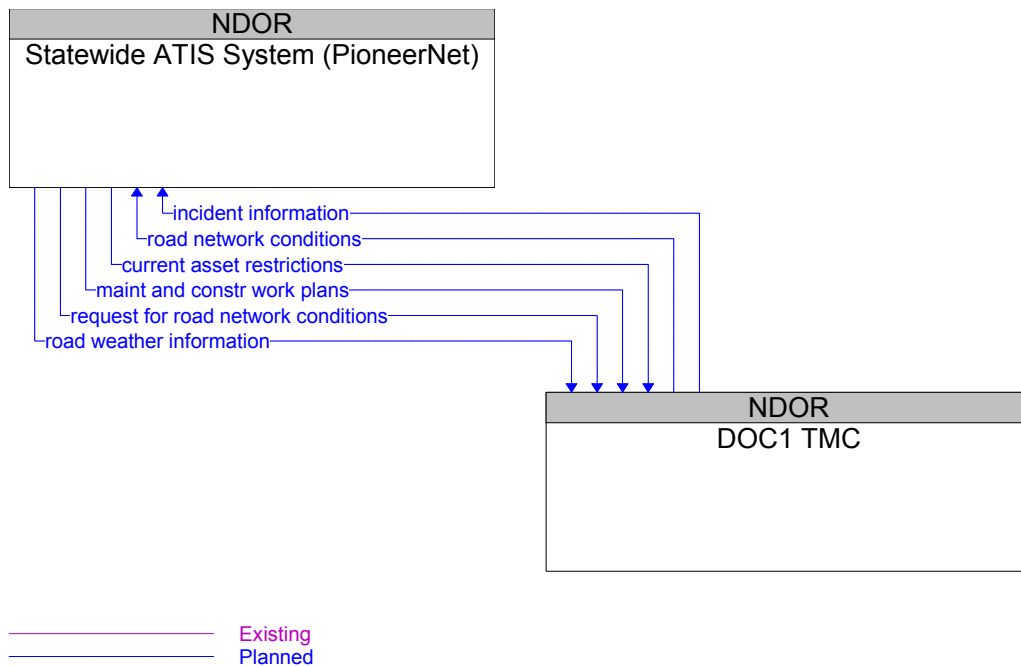 NDOR
Statewide ATIS System (PioneerNet)
incident information
road network conditions
current asset restrictions
maint and constr work plans
request for road network conditions
road weather information
NDOR
DOC1 TMC
Existing
Planned